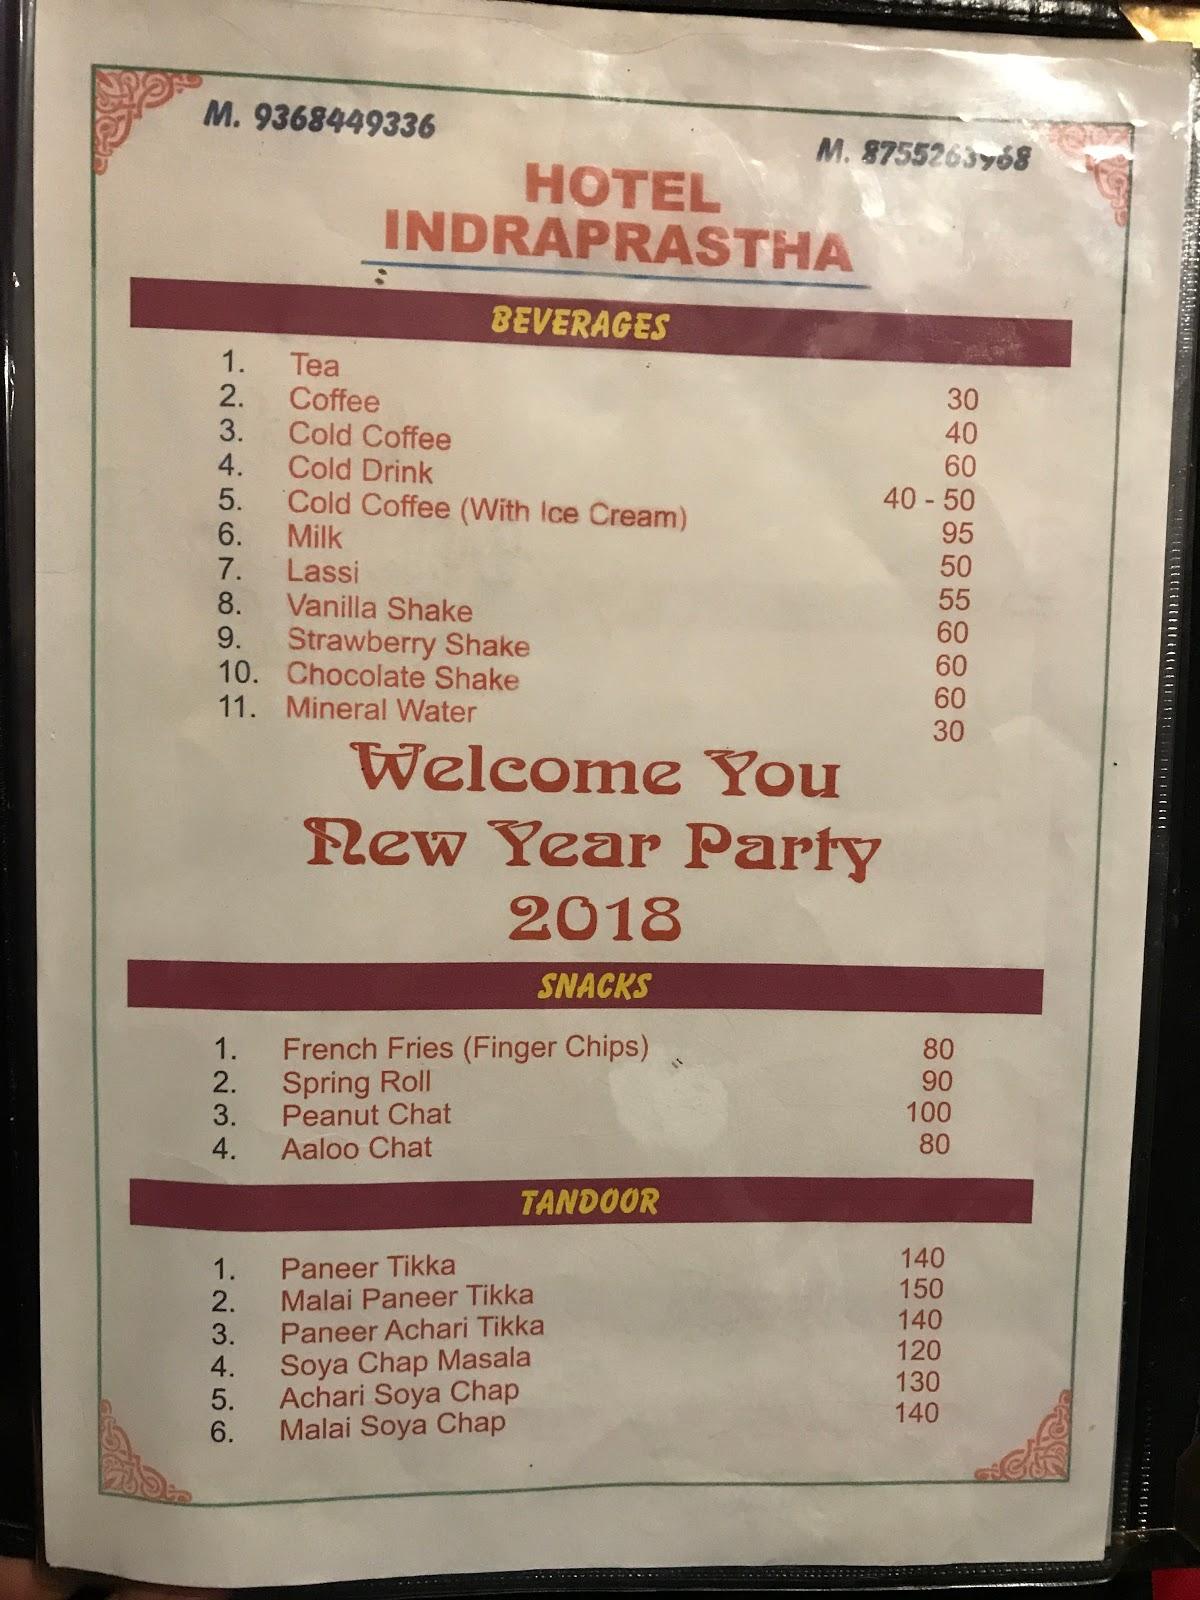 M. 9368449336
M. 8755263968
HOTEL
INDRAPRASTHA
BEVERAGES
1. Tea 30
2. Coffee 40
3. Cold Coffee 60
4. Cold Drink 40 - 50
5. Cold Coffee (With Ice Cream) 95
6. Milk 50
7. Lassi 55
8. Vanilla Shake 60
9. Strawberry Shake 60
10. Chocolate Shake 60
11. Mineral Water 30
Welcome You
New Year Party
2018
SNACKS
1. French Fries (Finger Chips) 80
2. Spring Roll 90
3. Peanut Chat 100
4. Aaloo Chat 80
TANDOOR
1. Paneer Tikka 140
2. Malai Paneer Tikka 150
3. Paneer Achari Tikka 140
4. Soya Chap Masala 120
5. Achari Soya Chap 130
6. Malai Soya Chap 140